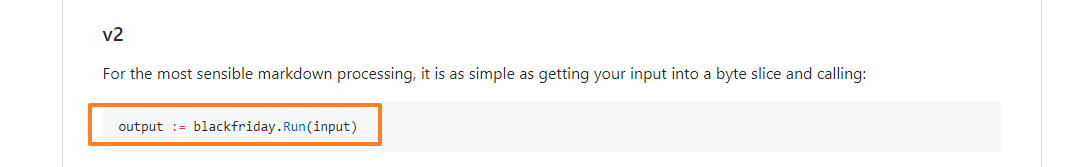 v2
For the most sensible markdown processing, it is as simple as getting your input into a byte slice and calling:
output := blackfriday.Run(input)